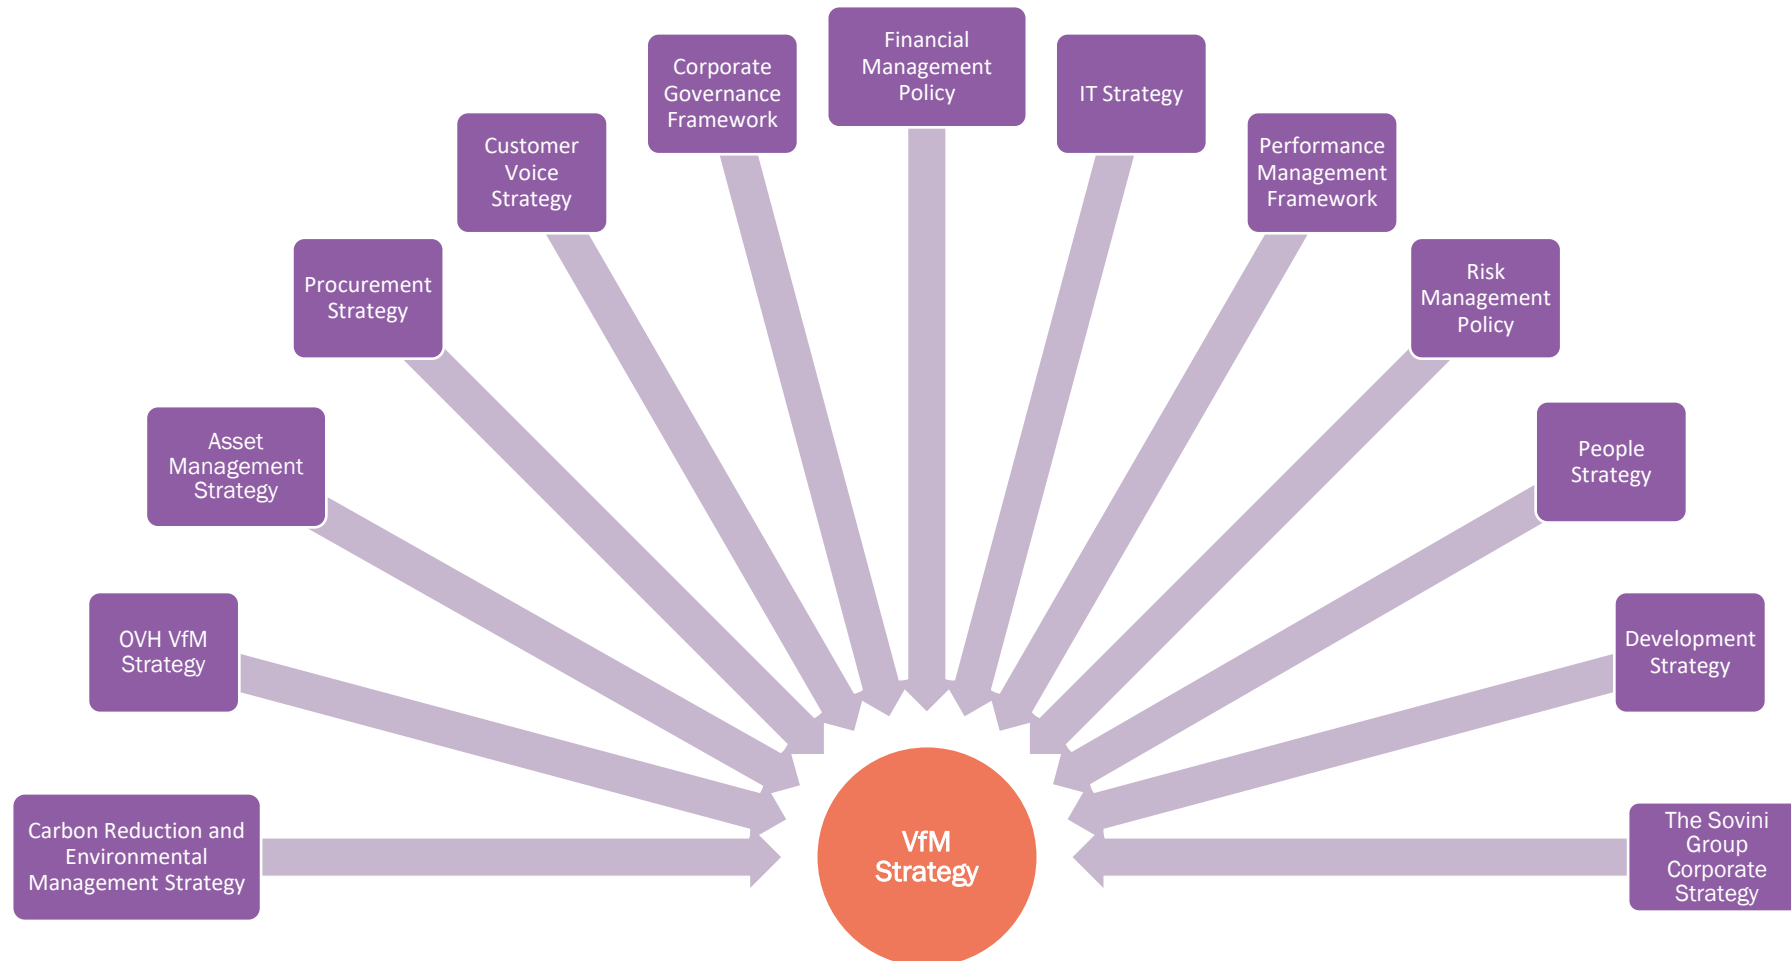 Carbon Reduction and
Environmental
Management Strategy
OVH VfM
Strategy
Asset
Management
Strategy
Procurement
Strategy
Customer
Voice
Strategy
Corporate
Governance
Framework
Financial
Management
Policy
IT Strategy
Performance
Management
Framework
Risk
Management
Policy
People
Strategy
Development
Strategy
The Sovini
Group
Corporate
Strategy
VfM
Strategy